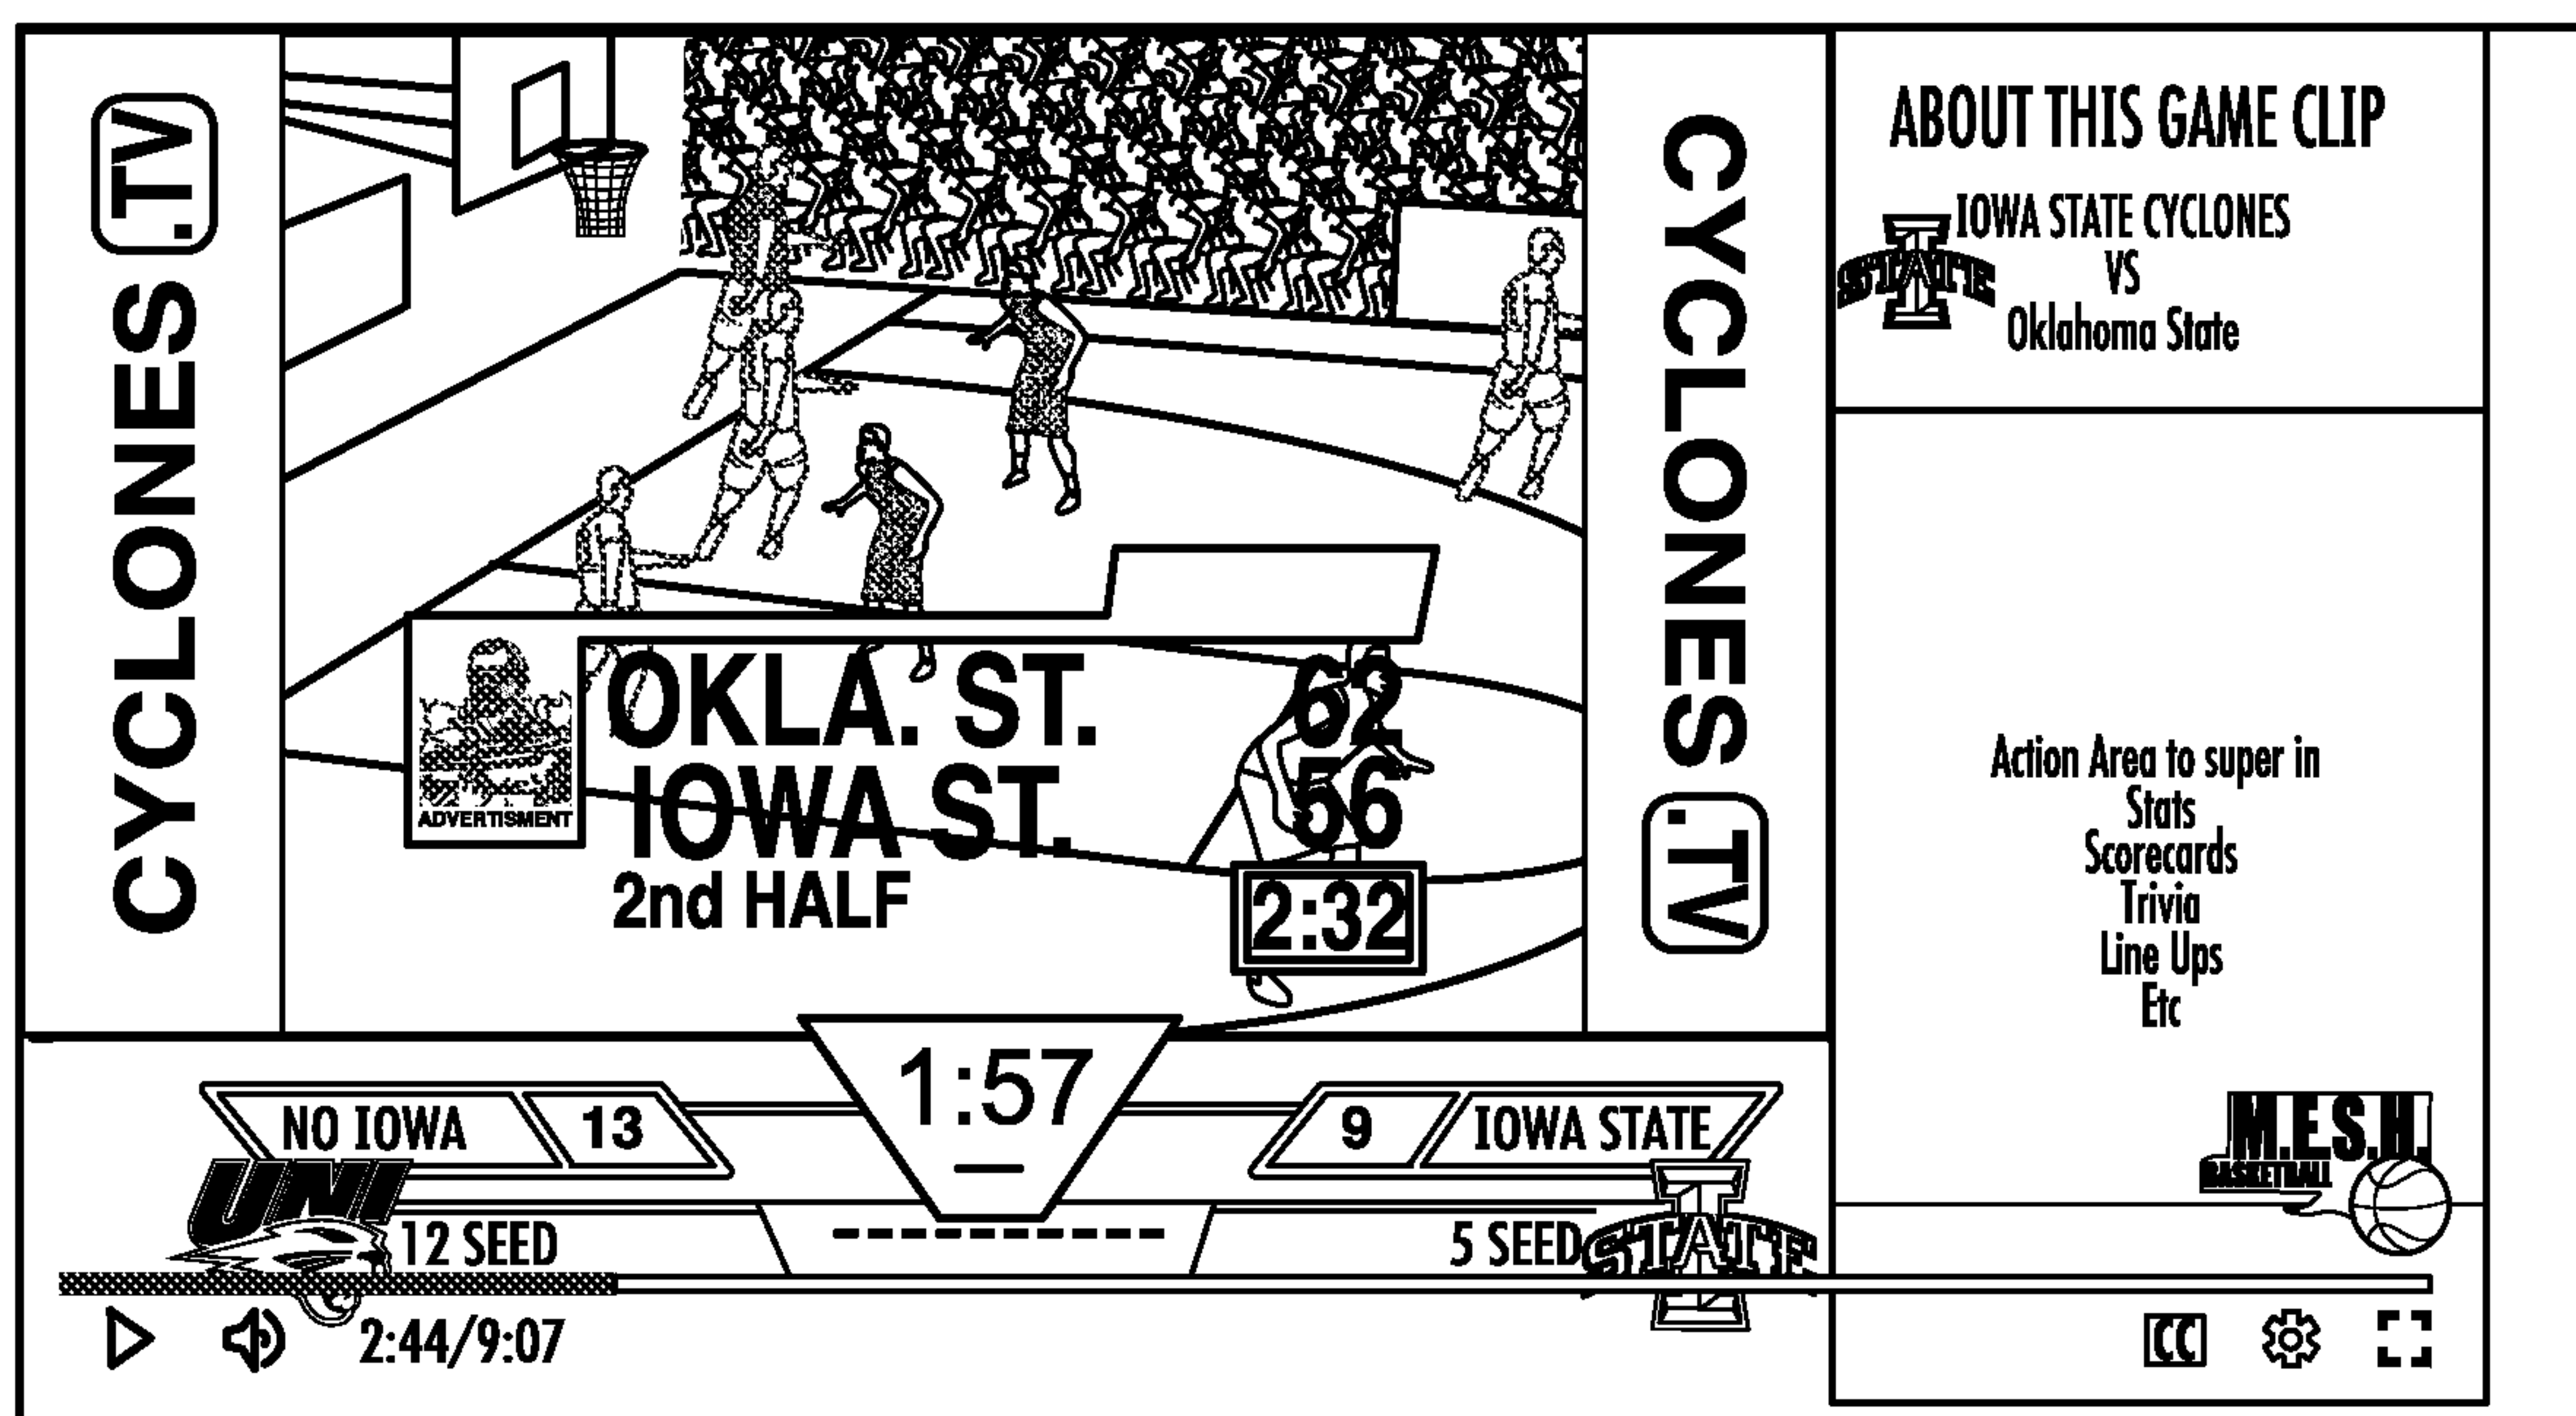 CYCLONES .TV
CYCLONES .TV
ABOUT THIS GAME CLIP
IOWA STATE CYCLONES
VS
Oklahoma State
STATE
I
OKLA. ST. 62
IOWA ST. 56
2nd HALF 2:32
ADVERTISMENT
Action Area to super in
Stats
Scorecards
Trivia
Line Ups
Etc
M.E.S.H.
BASKETBALL
1:57
NO IOWA 13
9 IOWA STATE
UNI
12 SEED
5 SEED
STATE
I
2:44/9:07
CC